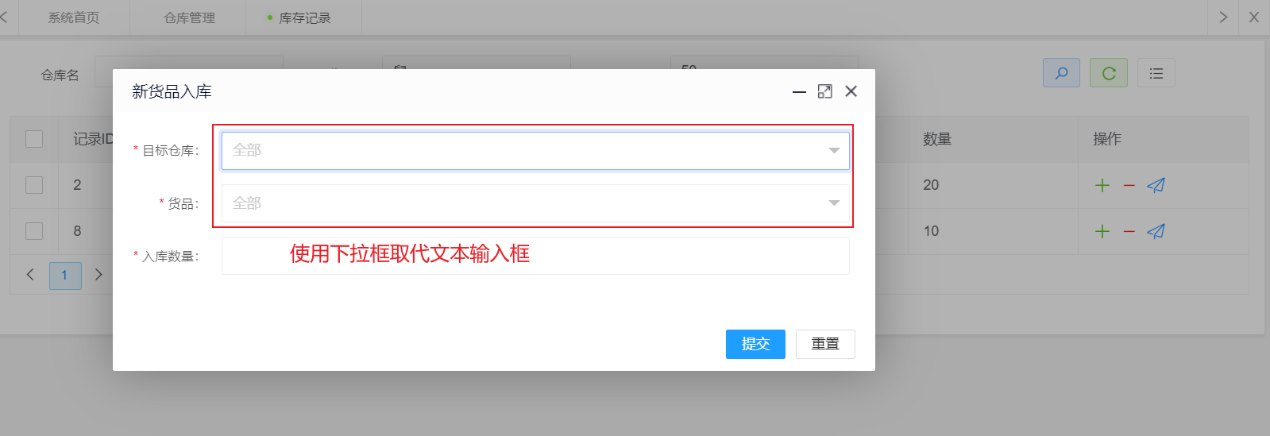 系统首页 仓库管理 库存记录
仓库名
新货品入库
记录ID 数量 操作
* 目标仓库： 全部
2 20
* 货品： 全部
8 10
* 入库数量： 使用下拉框取代文本输入框
1
提交 重置